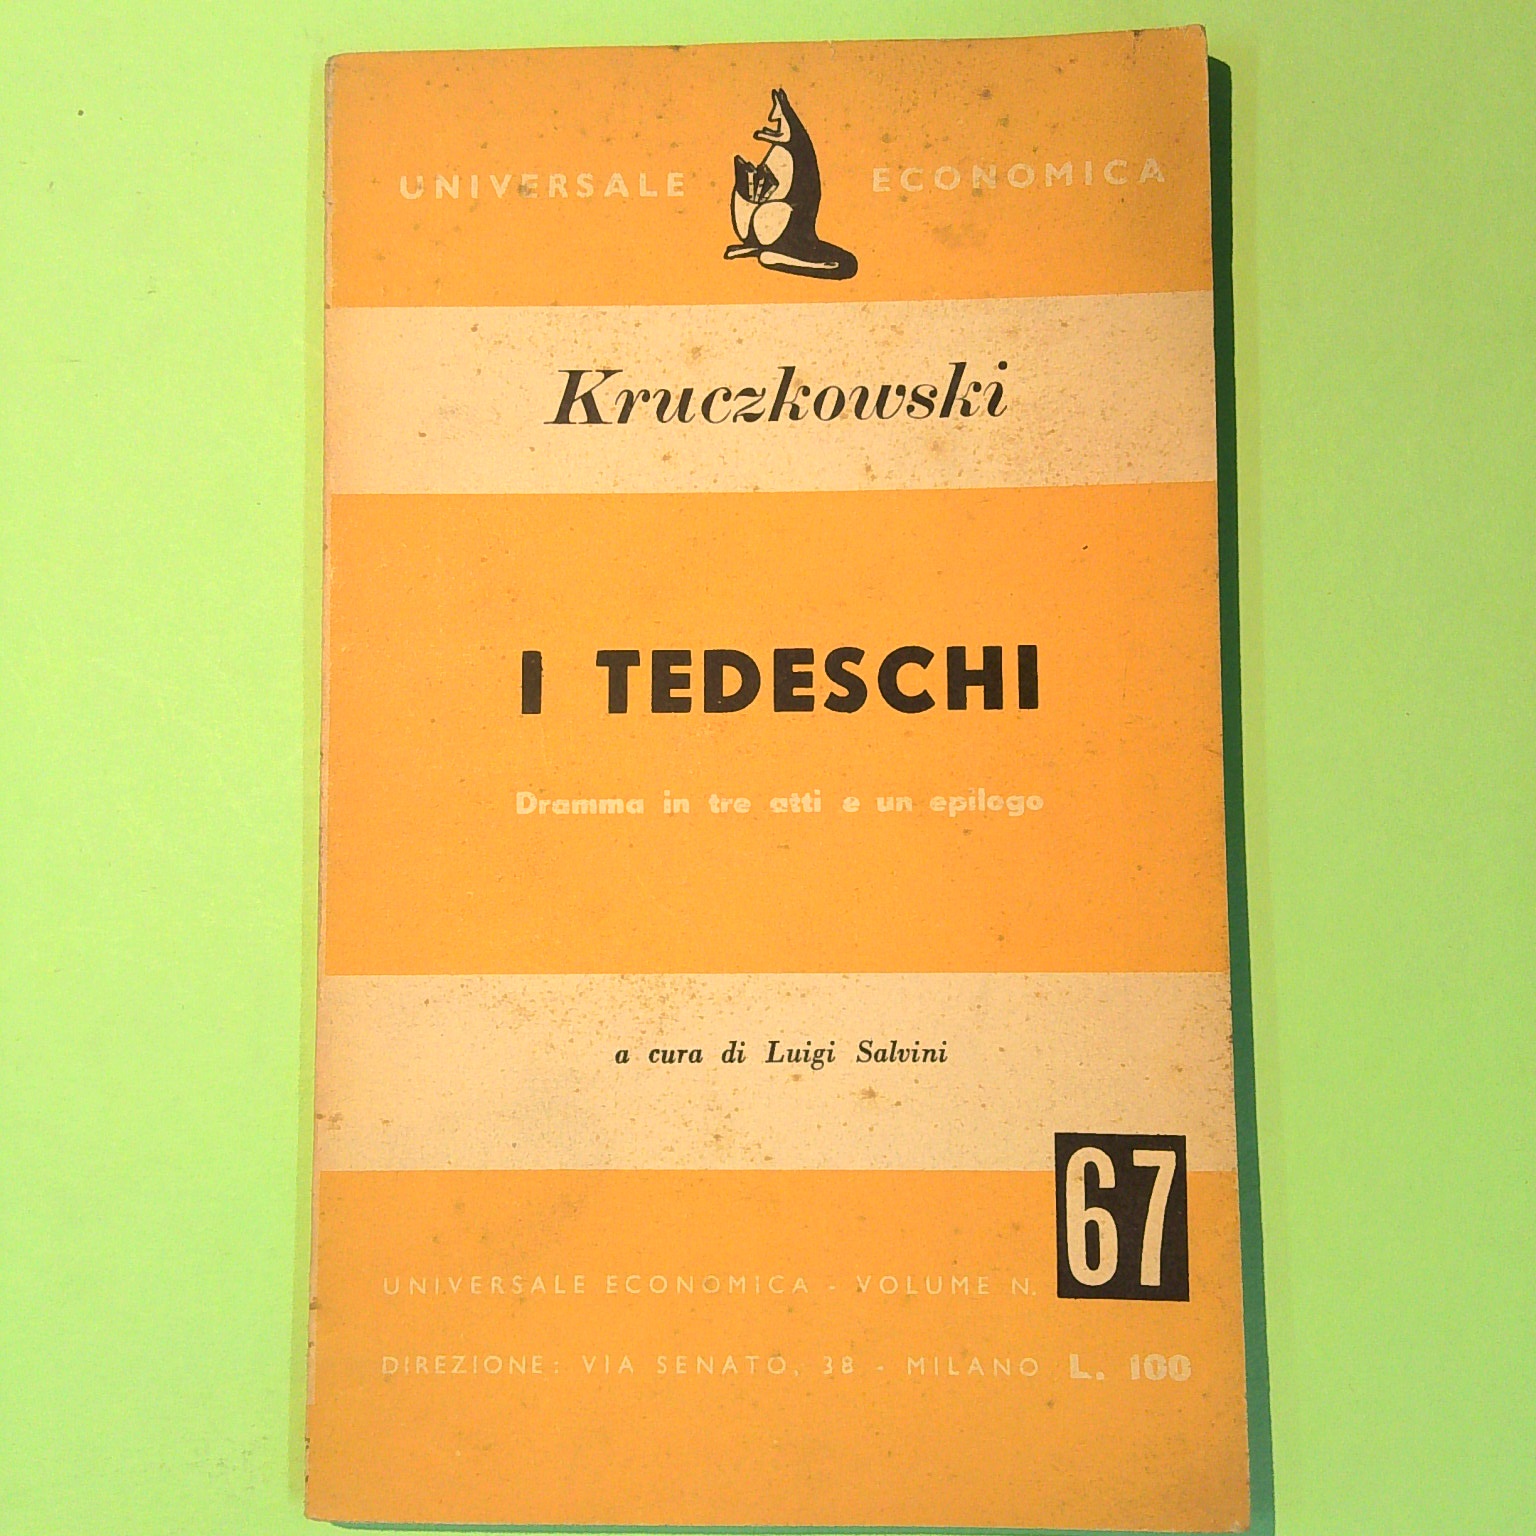 UNIVERSALE ECONOMICA
Kruczkowski
I TEDESCHI
Dramma in tre atti e un epilogo
a cura di Luigi Salvini
UNIVERSALE ECONOMICA - VOLUME N. 67
DIREZIONE: VIA SENATO, 38 - MILANO L. 100